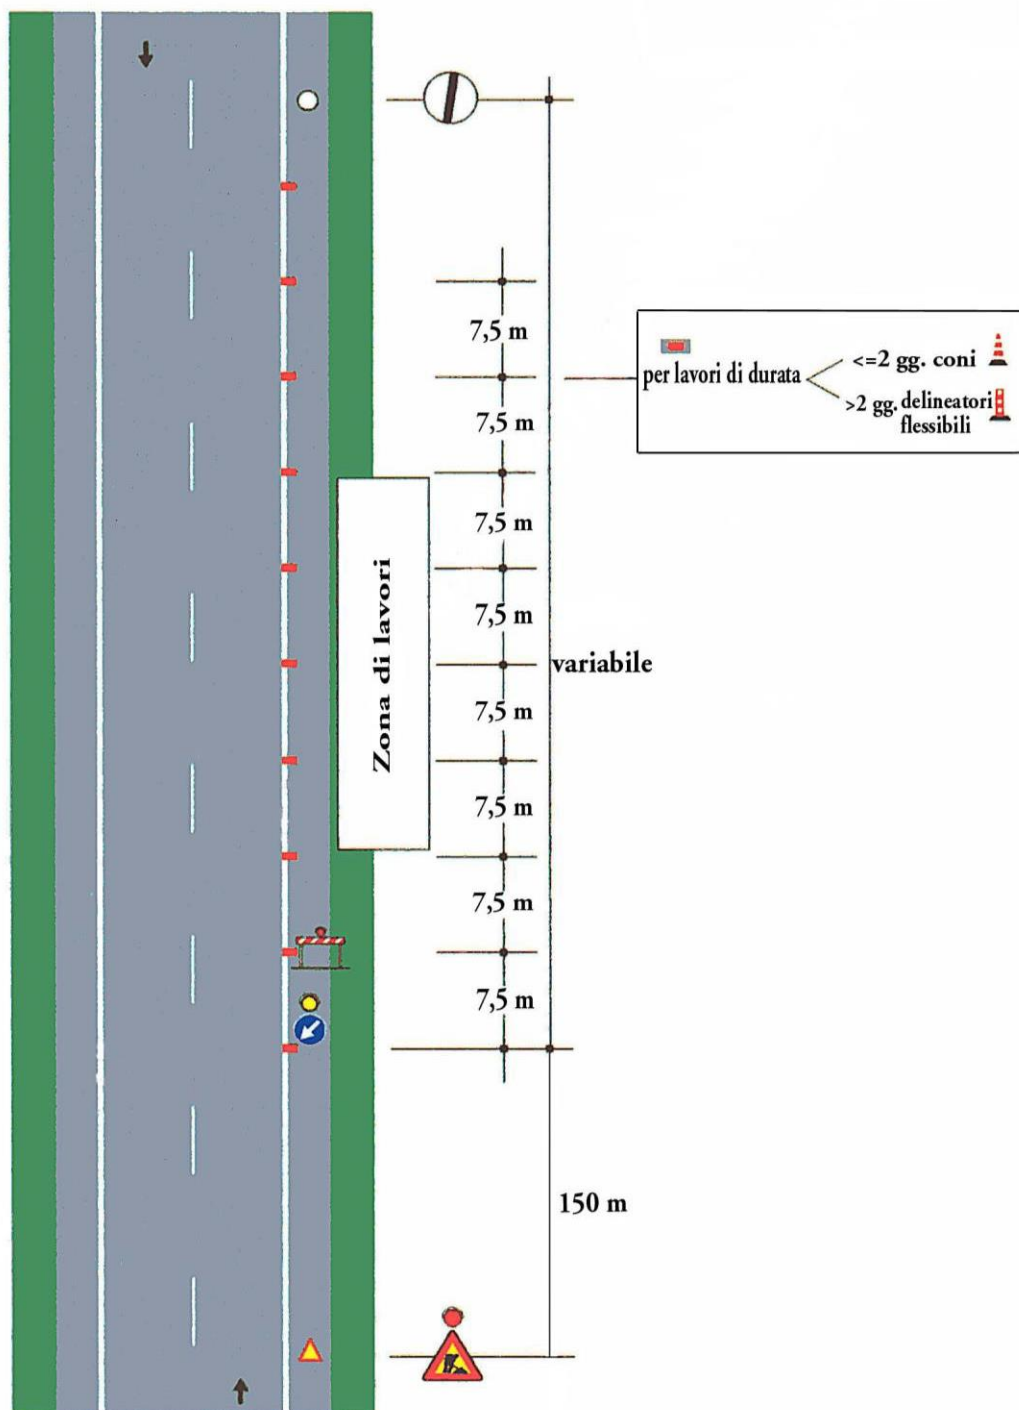 7,5 m
per lavori di durata
<=2 gg. coni
>2 gg. delineatori
flessibili
7,5 m
7,5 m
7,5 m
variabile
Zona di lavori
7,5 m
7,5 m
7,5 m
7,5 m
150 m